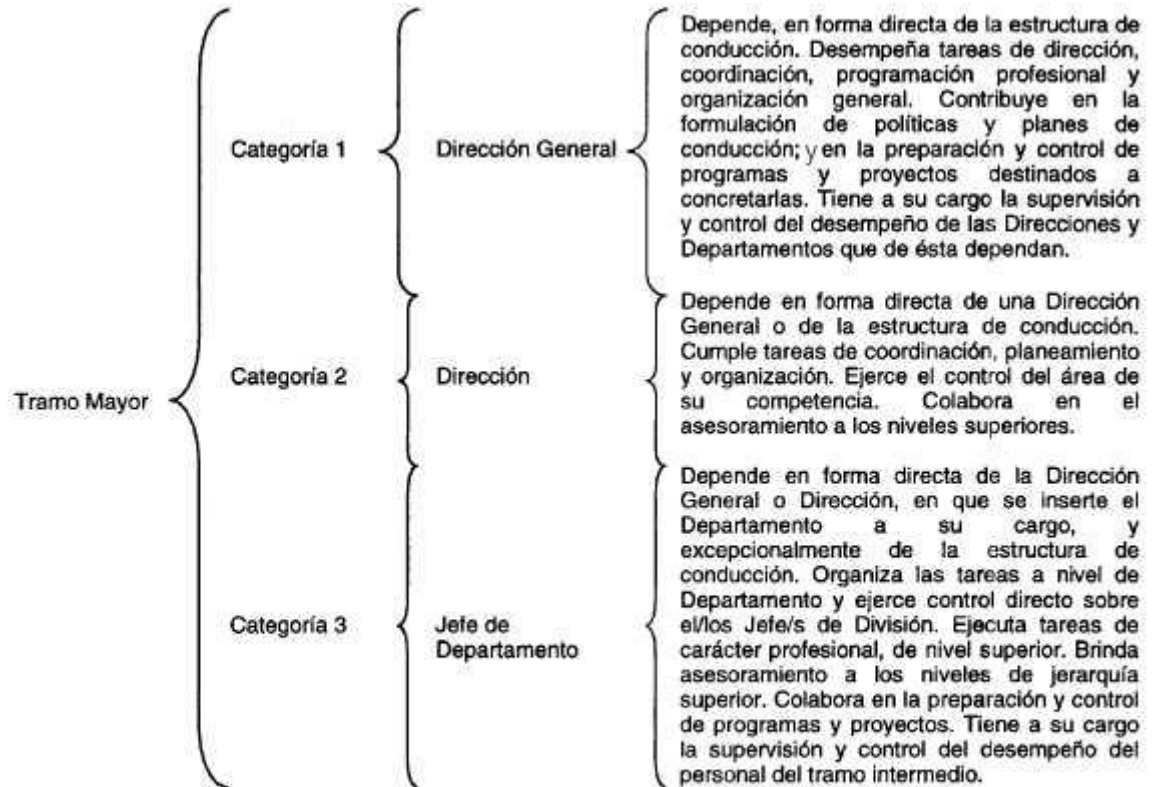 Tramo Mayor
Categoría 1
Dirección General
Depende, en forma directa de la estructura de
conducción. Desempeña tareas de dirección,
coordinación, programación profesional y
organización general. Contribuye en la
formulación de políticas y planes de
conducción; y en la preparación y control de
programas y proyectos destinados a
concretarlas. Tiene a su cargo la supervisión
y control del desempeño de las Direcciones y
Departamentos que de ésta dependan.
Categoría 2
Dirección
Depende en forma directa de una Dirección
General o de la estructura de conducción.
Cumple tareas de coordinación, planeamiento
y organización. Ejerce el control del área de
su competencia. Colabora en el
asesoramiento a los niveles superiores.
Categoría 3
Jefe de
Departamento
Depende en forma directa de la Dirección
General o Dirección, en que se inserte el
Departamento a su cargo, y
excepcionalmente de la estructura de
conducción. Organiza las tareas a nivel de
Departamento y ejerce control directo sobre
el/los Jefe/s de División. Ejecuta tareas de
carácter profesional, de nivel superior. Brinda
asesoramiento a los niveles de jerarquía
superior. Colabora en la preparación y control
de programas y proyectos. Tiene a su cargo
la supervisión y control del desempeño del
personal del tramo intermedio.